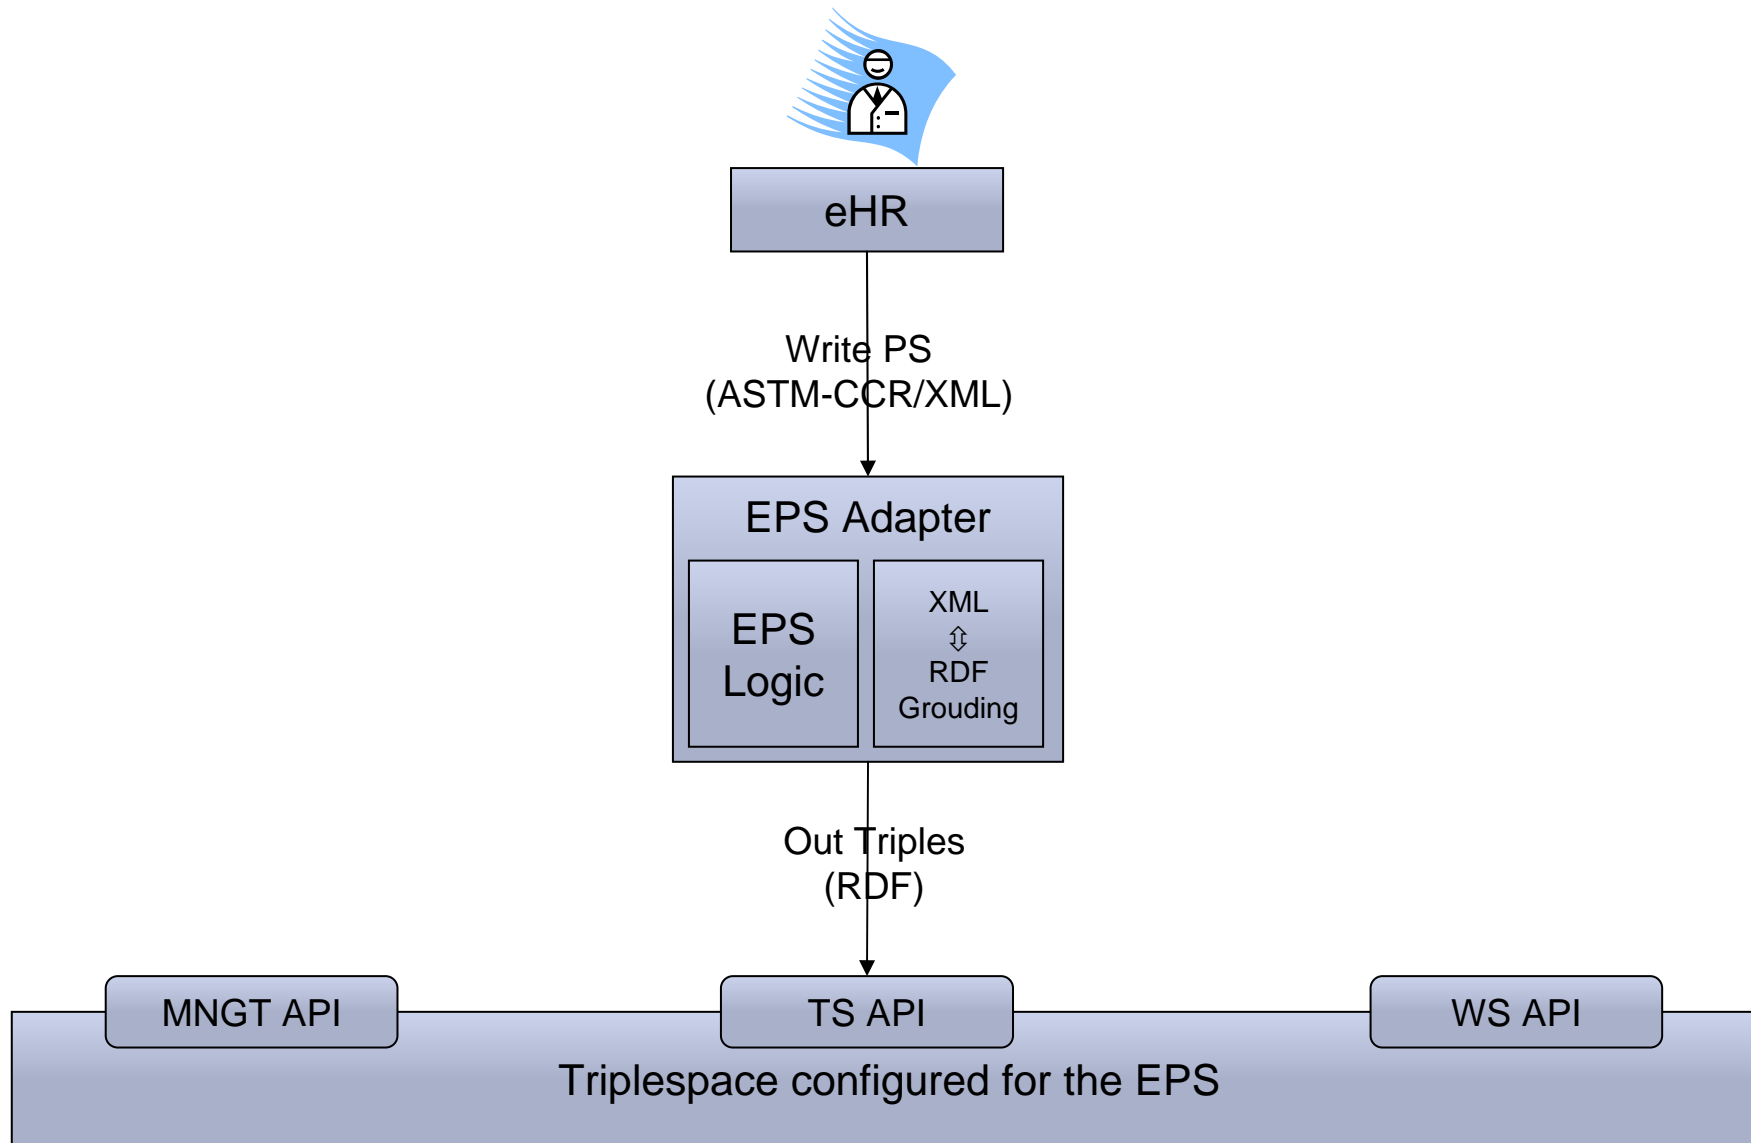 eHR
Write PS
(ASTM-CCR/XML)
EPS Adapter
EPS
Logic
XML
⇳
RDF
Grouding
Out Triples
(RDF)
MNGT API
TS API
WS API
Triplespace configured for the EPS